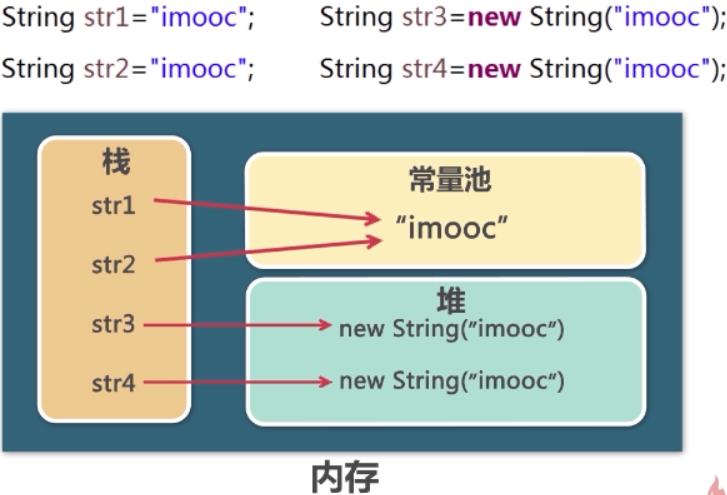 String str1="imooc"; String str3=new String("imooc");
String str2="imooc"; String str4=new String("imooc");
栈
str1
str2
str3
str4
常量池
“imooc”
堆
new String(”imooc”)
new String(”imooc”)
内存